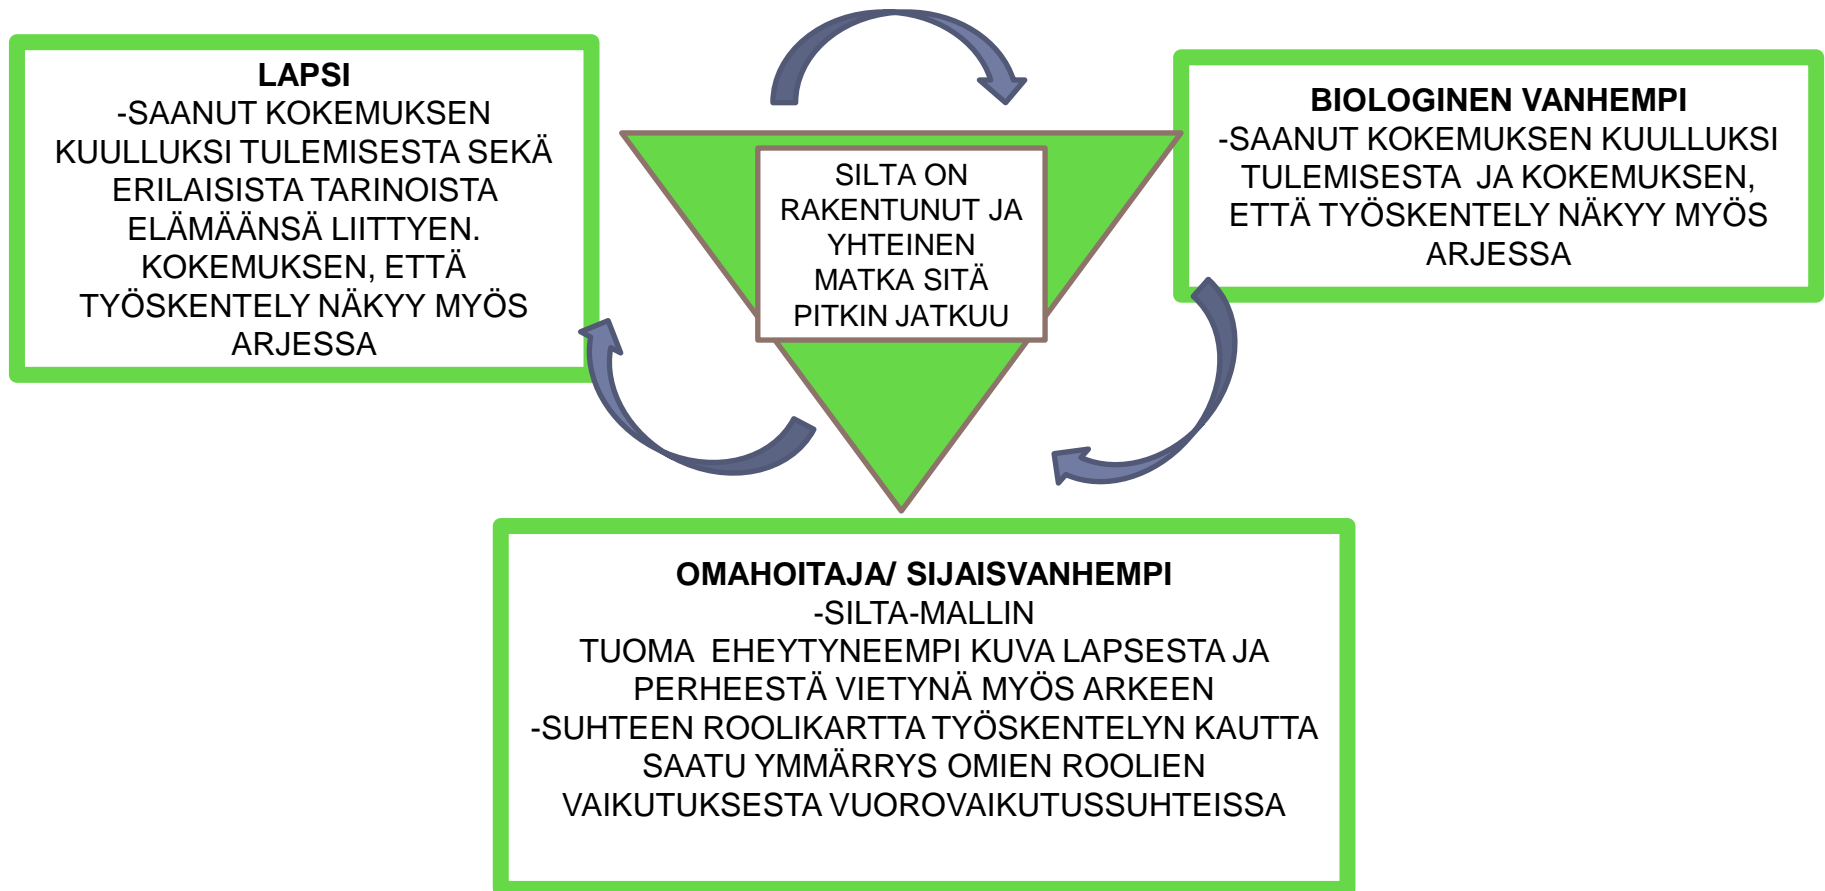 LAPSI
-SAANUT KOKEMUKSEN
KUULLUKSI TULEMISESTA SEKÄ
ERILAISISTA TARINOISTA
ELÄMÄÄNSÄ LIITTYEN.
KOKEMUKSEN, ETTÄ
TYÖSKENTELY NÄKYY MYÖS
ARJESSA
SILTA ON
RAKENTUNUT JA
YHTEINEN
MATKA SITÄ
PITKIN JATKUU
BIOLOGINEN VANHEMPI
-SAANUT KOKEMUKSEN KUULLUKSI
TULEMISESTA JA KOKEMUKSEN,
ETTÄ TYÖSKENTELY NÄKYY MYÖS
ARJESSA
OMAHOITAJA/ SIJAISVANHEMPI
-SILTA-MALLIN
TUOMA EHEYTYNEEMPI KUVA LAPSESTA JA
PERHEESTÄ VIETYNÄ MYÖS ARKEEN
-SUHTEEN ROOLIKARTTA TYÖSKENTELYN KAUTTA
SAATU YMMÄRRYS OMIEN ROOLIEN
VAIKUTUKSESTA VUOROVAIKUTUSSUHTEISSA